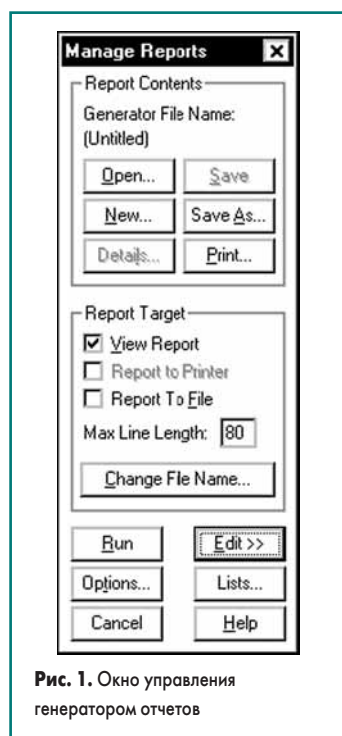 Manage Reports
Report Contents
Generator File Name:
(Untitled)
Open... Save
New... Save As...
Details... Print...
Report Target
View Report
Report to Printer
Report To File
Max Line Length: 80
Change File Name...
Run Edit >>
Options... Lists...
Cancel Help
Рис. 1. Окно управления
генератором отчетов